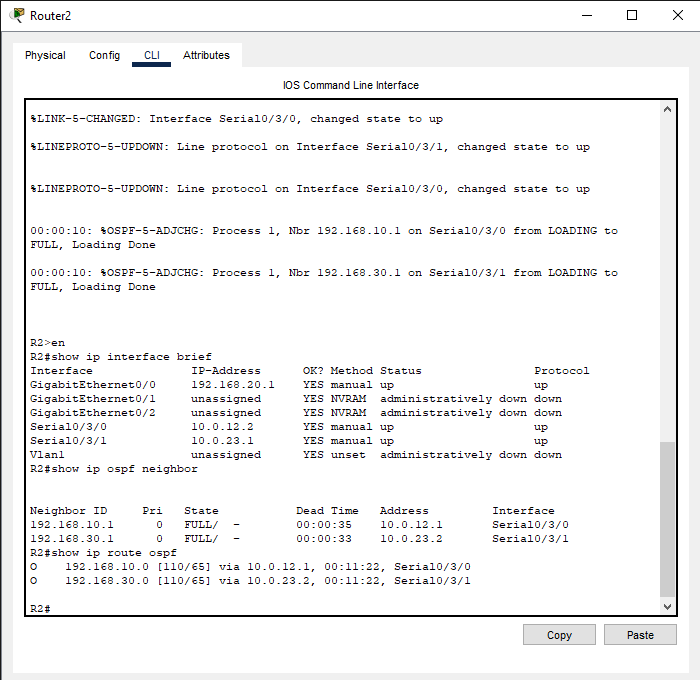 Router2
Physical Config CLI Attributes
IOS Command Line Interface
%LINK-5-CHANGED: Interface Serial0/3/0, changed state to up
%LINEPROTO-5-UPDOWN: Line protocol on Interface Serial0/3/1, changed state to up
%LINEPROTO-5-UPDOWN: Line protocol on Interface Serial0/3/0, changed state to up
00:00:10: %OSPF-5-ADJCHG: Process 1, Nbr 192.168.10.1 on Serial0/3/0 from LOADING to
FULL, Loading Done
00:00:10: %OSPF-5-ADJCHG: Process 1, Nbr 192.168.30.1 on Serial0/3/1 from LOADING to
FULL, Loading Done
R2>en
R2#show ip interface brief
Interface              IP-Address      OK? Method Status                Protocol
GigabitEthernet0/0     192.168.20.1    YES manual up                    up
GigabitEthernet0/1     unassigned      YES NVRAM  administratively down down
GigabitEthernet0/2     unassigned      YES NVRAM  administratively down down
Serial0/3/0            10.0.12.2       YES manual up                    up
Serial0/3/1            10.0.23.1       YES manual up                    up
Vlan1                  unassigned      YES unset  administratively down down
R2#show ip ospf neighbor
Neighbor ID     Pri   State           Dead Time   Address         Interface
192.168.10.1      0   FULL/  -        00:00:35    10.0.12.1       Serial0/3/0
192.168.30.1      0   FULL/  -        00:00:33    10.0.23.2       Serial0/3/1
R2#show ip route ospf
O    192.168.10.0 [110/65] via 10.0.12.1, 00:11:22, Serial0/3/0
O    192.168.30.0 [110/65] via 10.0.23.2, 00:11:22, Serial0/3/1
R2#
Copy Paste